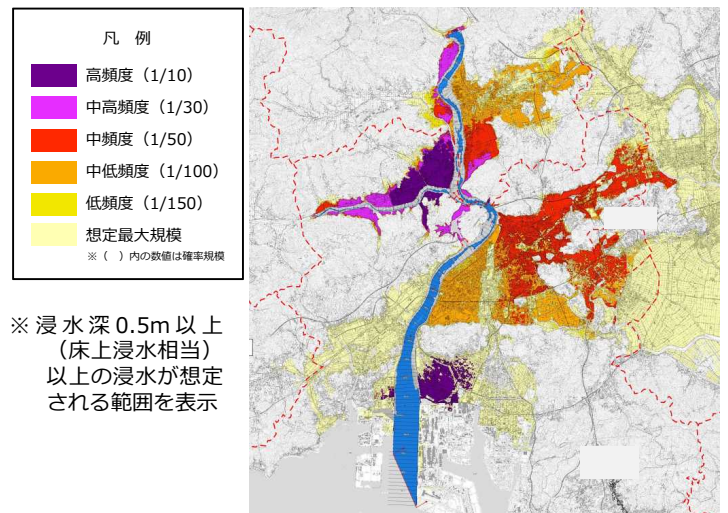 凡 例
高頻度（1/10）
中高頻度（1/30）
中頻度（1/50）
中低頻度（1/100）
低頻度（1/150）
想定最大規模
※（ ）内の数値は確率規模
※浸水深0.5m以上
（床上浸水相当）
以上の浸水が想定
される範囲を表示